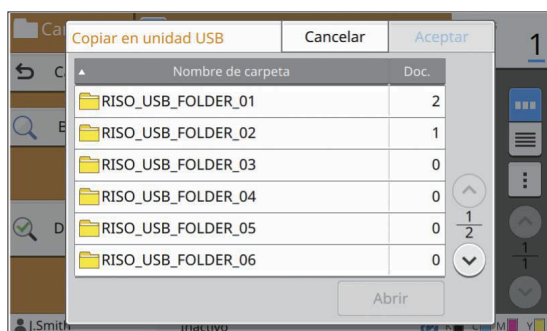 Ca
Copiar en unidad USB
Cancelar
Aceptar
1
C
Nombre de carpeta
Doc.
RISO_USB_FOLDER_01 2
E
RISO_USB_FOLDER_02 1
RISO_USB_FOLDER_03 0
RISO_USB_FOLDER_04 0
1
2
D
RISO_USB_FOLDER_05 0
1
1
RISO_USB_FOLDER_06 0
Abrir
J.Smith
Inactivo
K C M Y